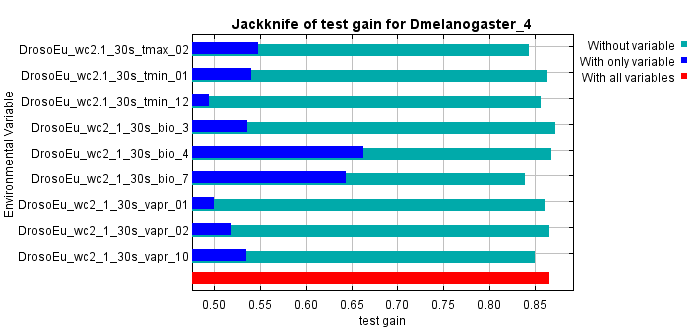 Jackknife of test gain for Dmelanogaster_4
Environmental Variable
DrosoEu_wc2.1_30s_tmax_02
DrosoEu_wc2.1_30s_tmin_01
DrosoEu_wc2.1_30s_tmin_12
DrosoEu_wc2_1_30s_bio_3
DrosoEu_wc2_1_30s_bio_4
DrosoEu_wc2_1_30s_bio_7
DrosoEu_wc2_1_30s_vapr_01
DrosoEu_wc2_1_30s_vapr_02
DrosoEu_wc2_1_30s_vapr_10
0.50 0.55 0.60 0.65 0.70 0.75 0.80 0.85
test gain
Without variable
With only variable
With all variables